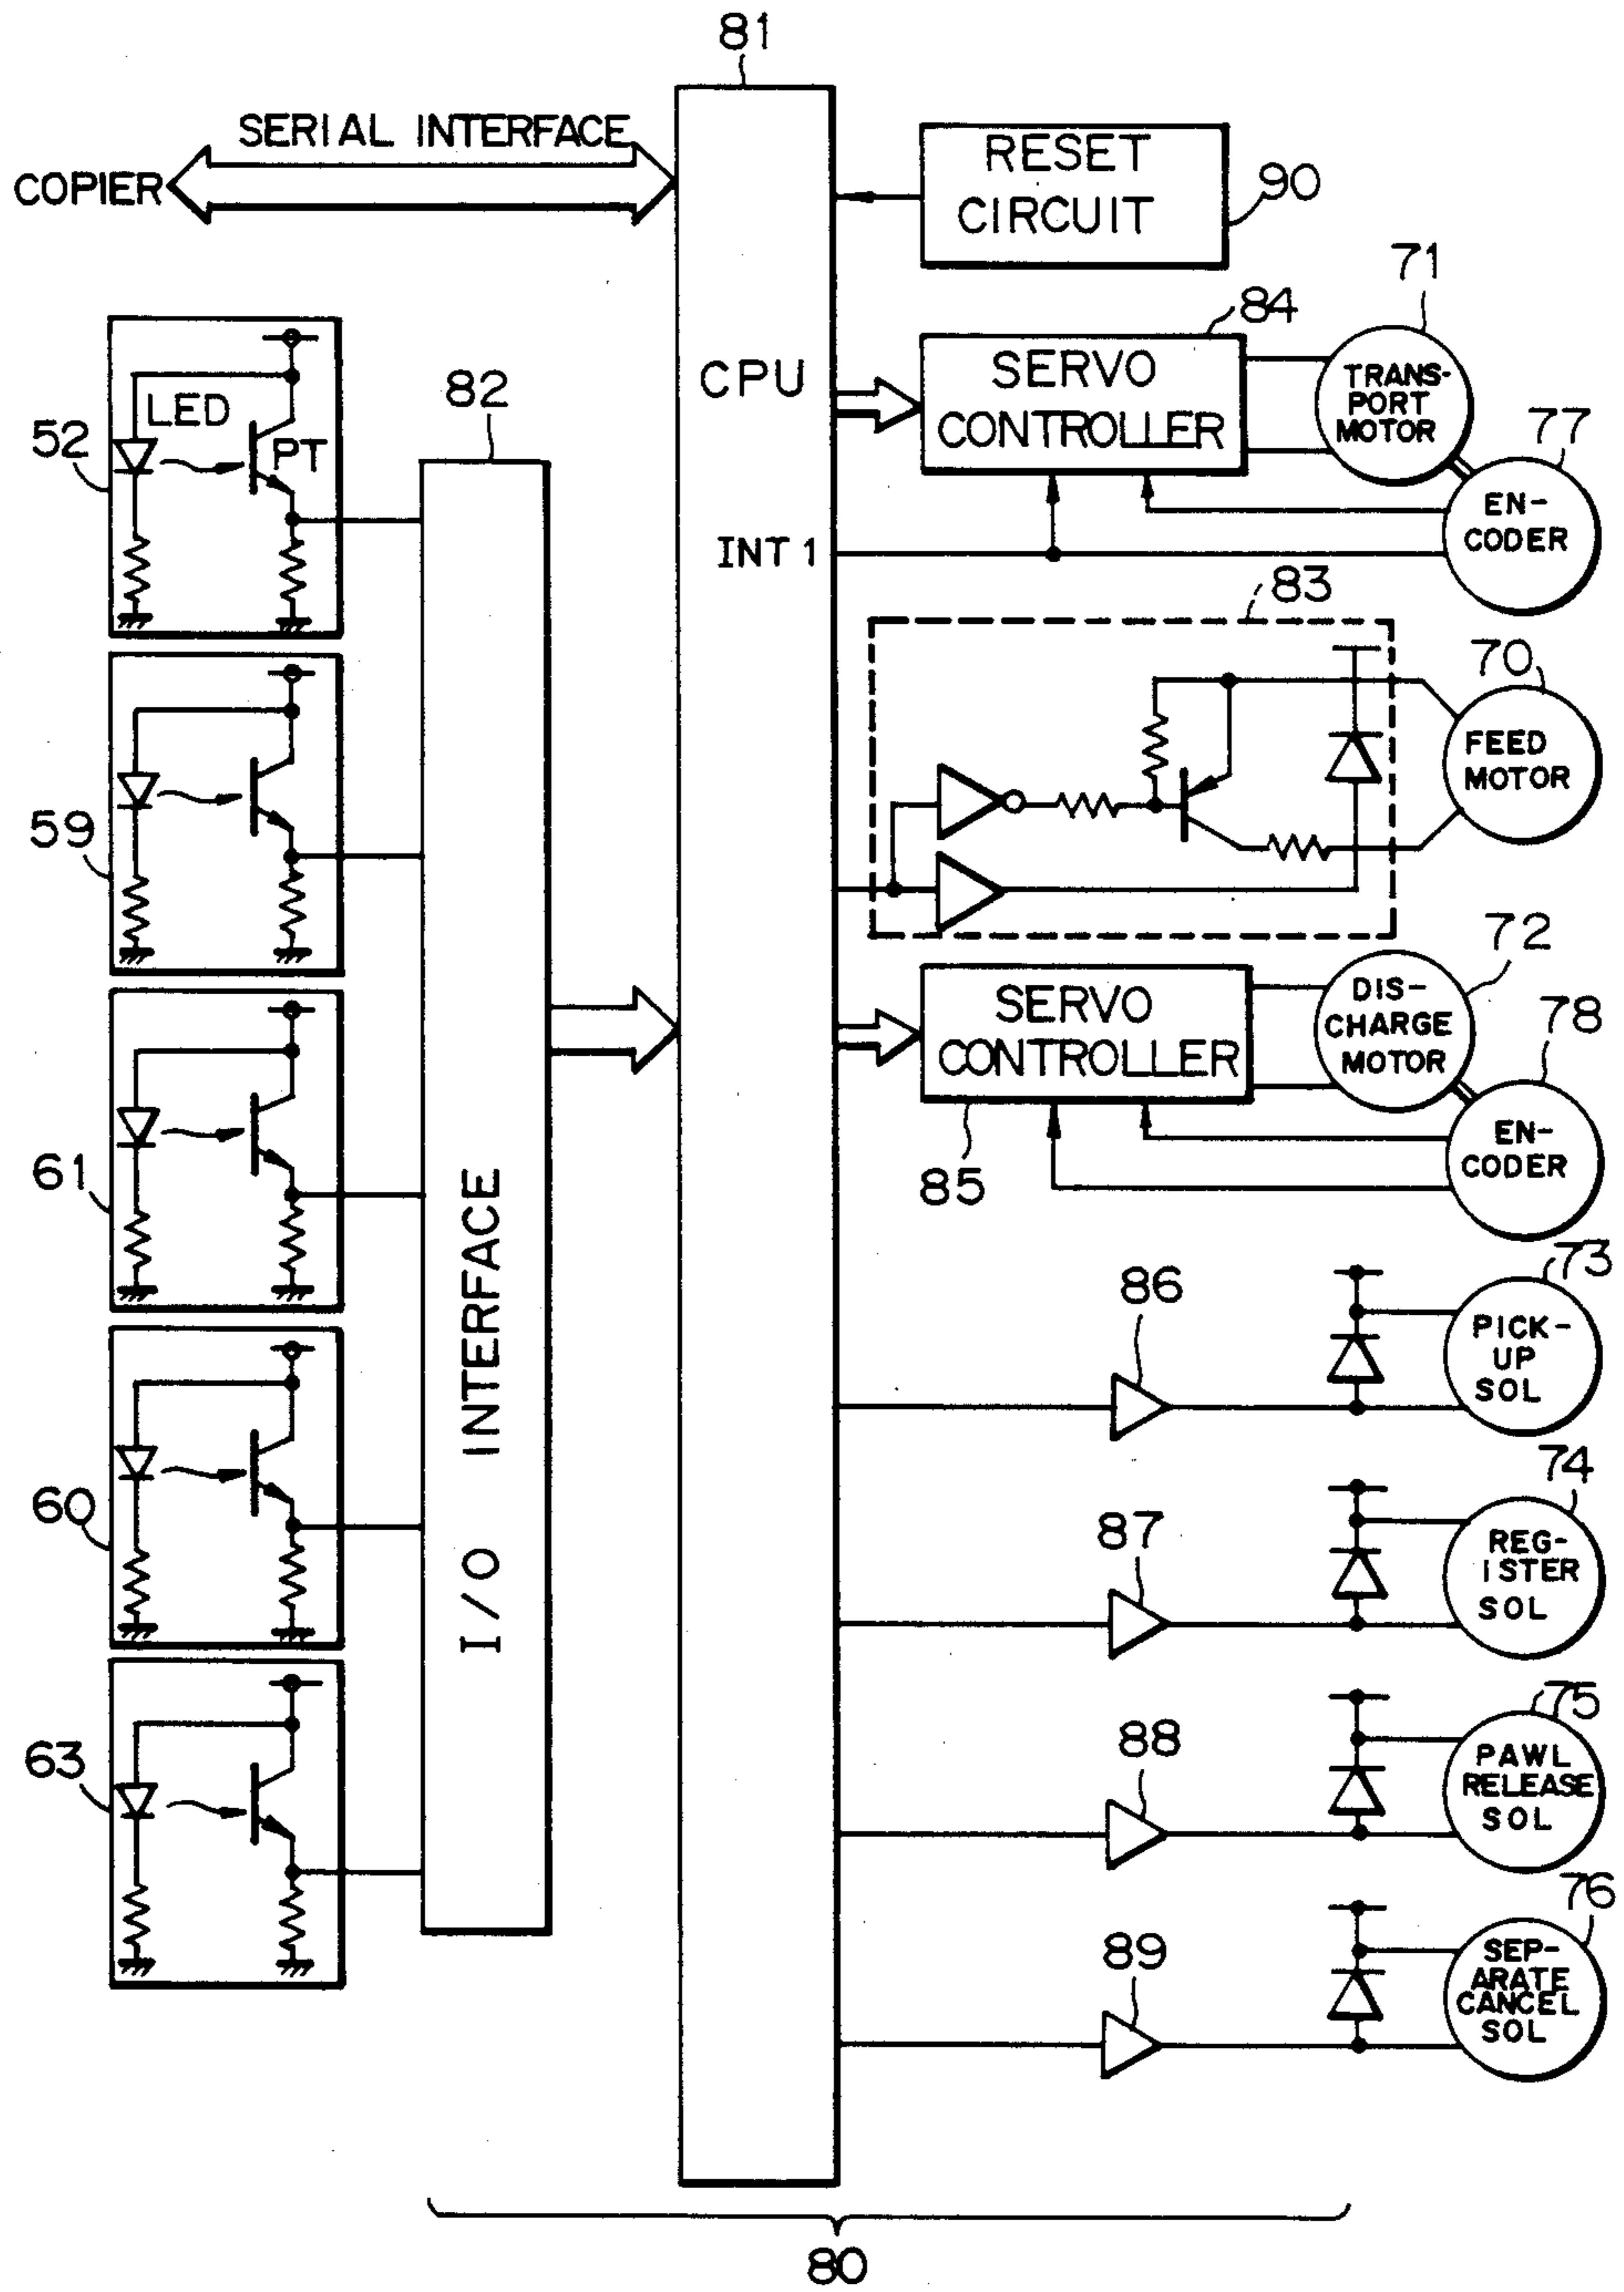 81
SERIAL INTERFACE
COPIER
RESET
CIRCUIT
90
71
84
SERVO
CONTROLLER
TRANS-
PORT
MOTOR
77
EN-
CODER
CPU
INT 1
82
52
LED
PT
83
70
FEED
MOTOR
59
72
SERVO
CONTROLLER
DIS-
CHARGE
MOTOR
78
EN-
CODER
85
61
I/O INTERFACE
73
86
PICK-
UP
SOL
60
74
87
REG-
ISTER
SOL
63
75
88
PAWL
RELEASE
SOL
76
89
SEP-
ARATE
CANCEL
SOL
80